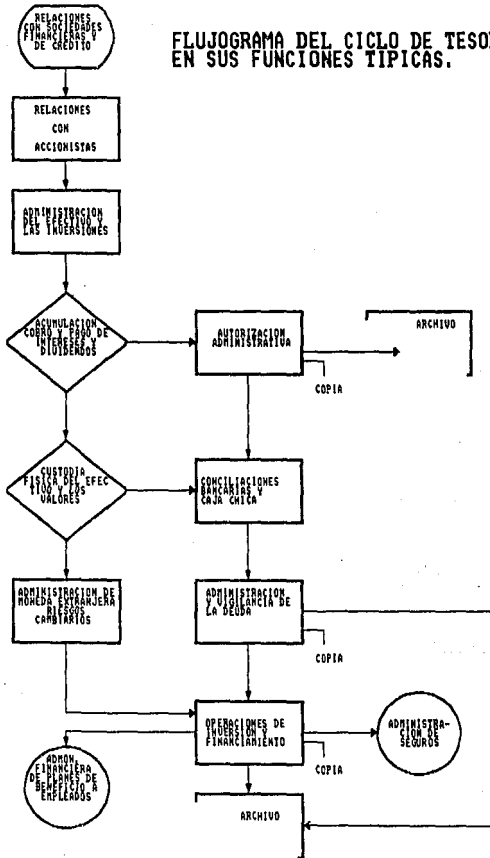 RELACIONES
CON SOCIEDADES
FINANCIERAS Y
DE CREDITO
FLUJOGRAMA DEL CICLO DE TESO
EN SUS FUNCIONES TIPICAS.
RELACIONES
CON
ACCIONISTAS
ADMINISTRACION
DEL EFECTIVO Y
LAS INVERSIONES
ACUMULACION
COBRO Y PAGO DE
INTERESES Y
DIVIDENDOS
AUTORIZACION
ADMINISTRATIVA
ARCHIVO
COPIA
CUSTODIA
FISICA DEL EFEC
TIVO Y LOS
VALORES
CONCILIACIONES
BANCARIAS Y
CAJA CHICA
ADMINISTRACION DE
MONEDA EXTRANJERA
RIESGOS
CAMBIARIOS
ADMINISTRACION
Y VIGILANCIA DE
LA DEUDA
COPIA
OPERACIONES DE
INVERSION Y
FINANCIAMIENTO
ADMINISTRA-
CION DE
SEGUROS
COPIA
ADMON.
FINANCIERA
DE PLANES DE
BENEFICIO A
EMPLEADOS
ARCHIVO